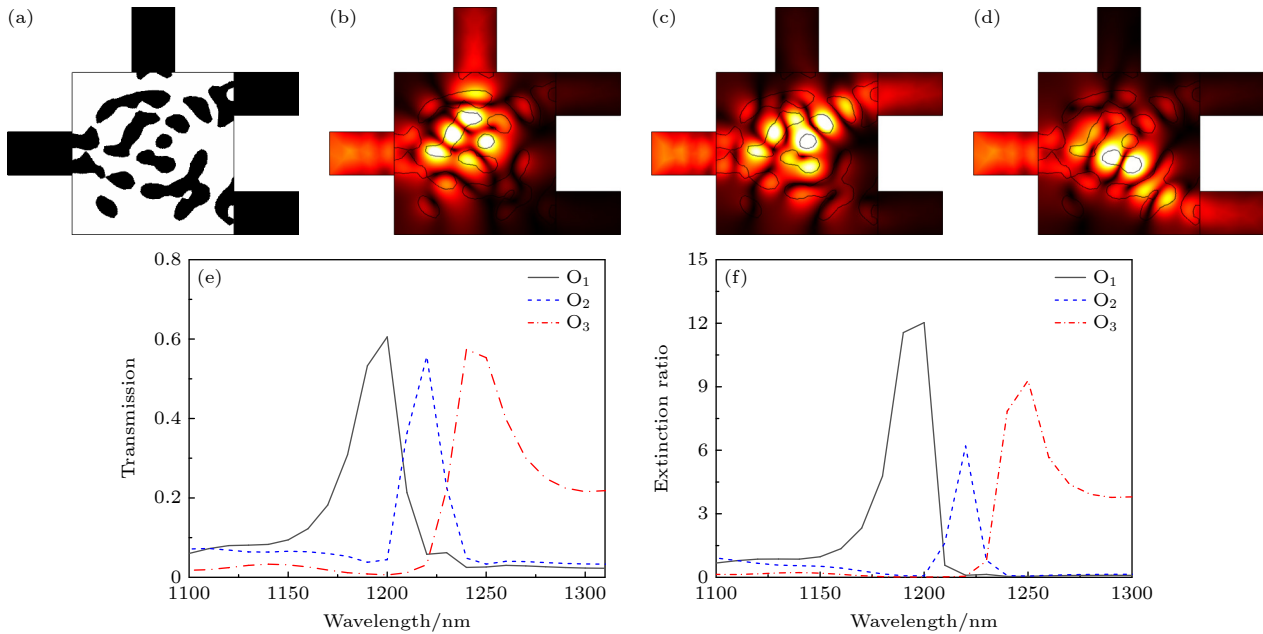 (a) (b) (c) (d)
(e)
O₁
O₂
O₃
Transmission
0.8
0.6
0.4
0.2
0
1100 1150 1200 1250 1300
Wavelength/nm
(f)
O₁
O₂
O₃
Extinction ratio
15
12
9
6
3
0
1100 1150 1200 1250 1300
Wavelength/nm